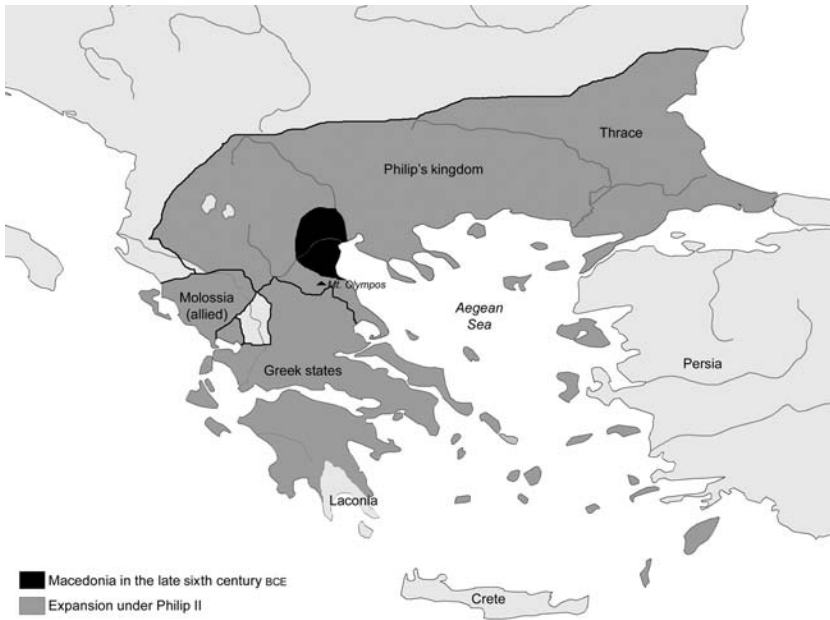 Thrace
Philip's kingdom
Mt. Olympos
Molossia
(allied)
Aegean
Sea
Persia
Greek states
Laconia
Macedonia in the late sixth century BCE
Expansion under Philip II
Crete